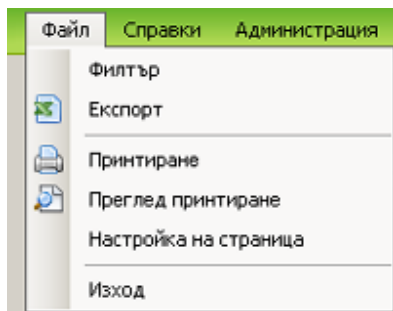 Файл Справки Администрация
Филтър
Експорт
Принтиране
Преглед принтиране
Настройка на страница
Изход